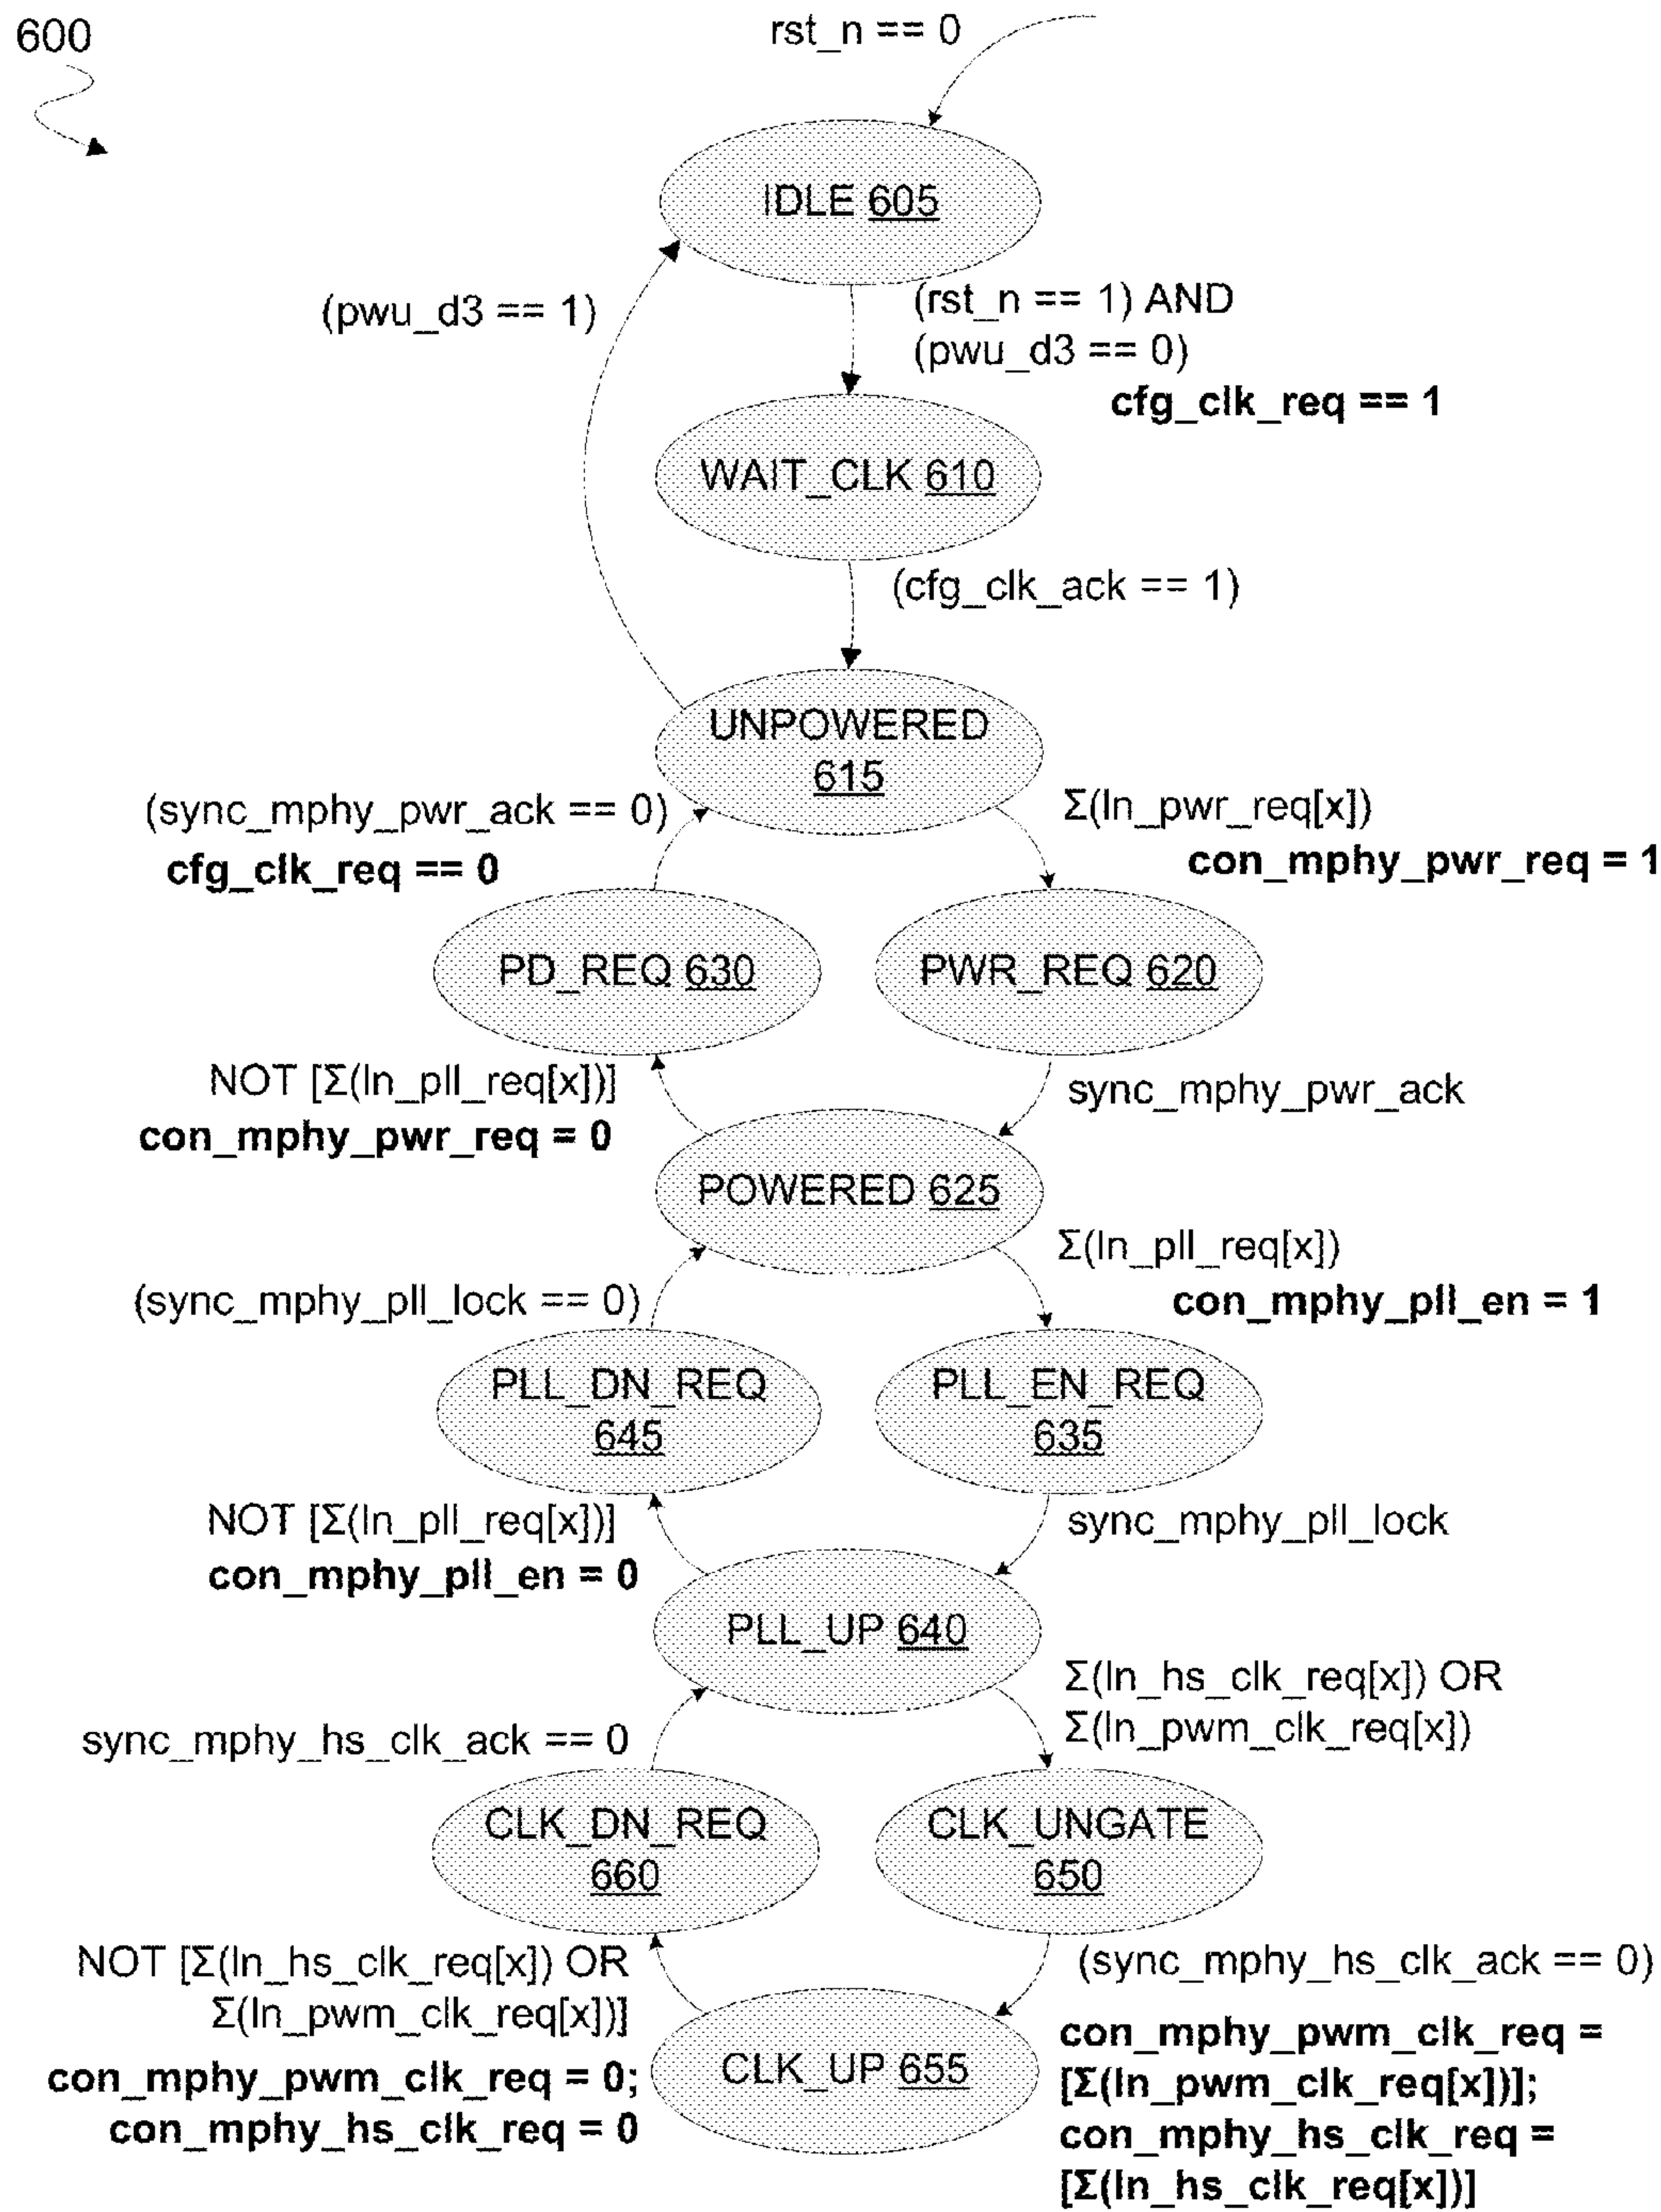 600
rst_n == 0
IDLE 605
(pwu_d3 == 1)
(rst_n == 1) AND
(pwu_d3 == 0)
cfg_clk_req == 1
WAIT_CLK 610
(cfg_clk_ack == 1)
UNPOWERED
615
(sync_mphy_pwr_ack == 0)
cfg_clk_req == 0
Σ(ln_pwr_req[x])
con_mphy_pwr_req = 1
PD_REQ 630
PWR_REQ 620
NOT [Σ(ln_pll_req[x])]
con_mphy_pwr_req = 0
sync_mphy_pwr_ack
POWERED 625
(sync_mphy_pll_lock == 0)
Σ(ln_pll_req[x])
con_mphy_pll_en = 1
PLL_DN_REQ
645
PLL_EN_REQ
635
NOT [Σ(ln_pll_req[x])]
con_mphy_pll_en = 0
sync_mphy_pll_lock
PLL_UP 640
sync_mphy_hs_clk_ack == 0
Σ(ln_hs_clk_req[x]) OR
Σ(ln_pwm_clk_req[x])
CLK_DN_REQ
660
CLK_UNGATE
650
NOT [Σ(ln_hs_clk_req[x]) OR
Σ(ln_pwm_clk_req[x])]
con_mphy_pwm_clk_req = 0;
con_mphy_hs_clk_req = 0
CLK_UP 655
(sync_mphy_hs_clk_ack == 0)
con_mphy_pwm_clk_req =
[Σ(ln_pwm_clk_req[x])];
con_mphy_hs_clk_req =
[Σ(ln_hs_clk_req[x])]